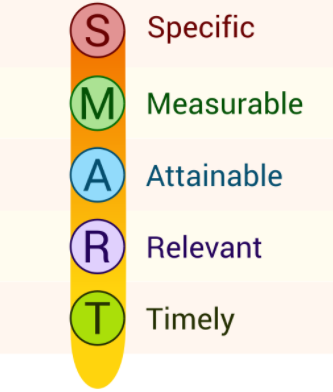 S Specific
M Measurable
A Attainable
R Relevant
T Timely